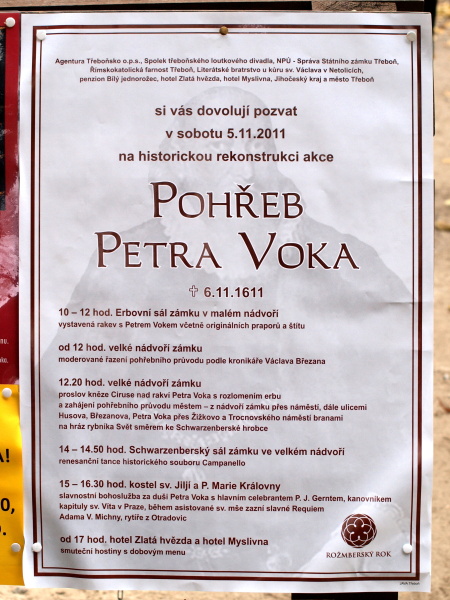 Agentura Třeboňsko o.p.s., Spolek třeboňského loutkového divadla, NPÚ - Správa Státního zámku Třeboň,
Římskokatolická farnost Třeboň, Literátské bratrstvo u kůru sv. Václava v Netolicích,
penzion Bílý jednorožec, hotel Zlatá hvězda, hotel Myslivna, Jihočeský kraj a město Třeboň
si vás dovolují pozvat
v sobotu 5.11.2011
na historickou rekonstrukci akce
POHŘEB
PETRA VOKA
✞ 6.11.1611
10 – 12 hod. Erbovní sál zámku v malém nádvoří
vystavená rakev s Petrem Vokem včetně originálních praporů a štítu
od 12 hod. velké nádvoří zámku
moderované řazení pohřebního průvodu podle kronikáře Václava Březana
12.20 hod. velké nádvoří zámku
proslov kněze Ciruse nad rakví Petra Voka s rozlomením erbu
a zahájení pohřebního průvodu městem – z nádvoří zámku přes náměstí, dále ulicemi
Husova, Březanova, Petra Voka přes Žižkovo a Trocnovského náměstí branami
na hráz rybníka Svět směrem ke Schwarzenberské hrobce
14 – 14.50 hod. Schwarzenberský sál zámku ve velkém nádvoří
renesanční tance historického souboru Campanello
15 – 16.30 hod. kostel sv. Jiljí a P. Marie Královny
slavnostní bohoslužba za duši Petra Voka s hlavním celebrantem P. J. Gerntem, kanovníkem
kapituly sv. Víta v Praze, během asistované sv. mše zazní slavné Requiem
Adama V. Michny, rytíře z Otradovic
od 17 hod. hotel Zlatá hvězda a hotel Myslivna
smuteční hostiny s dobovým menu
ROŽMBERSKÝ ROK